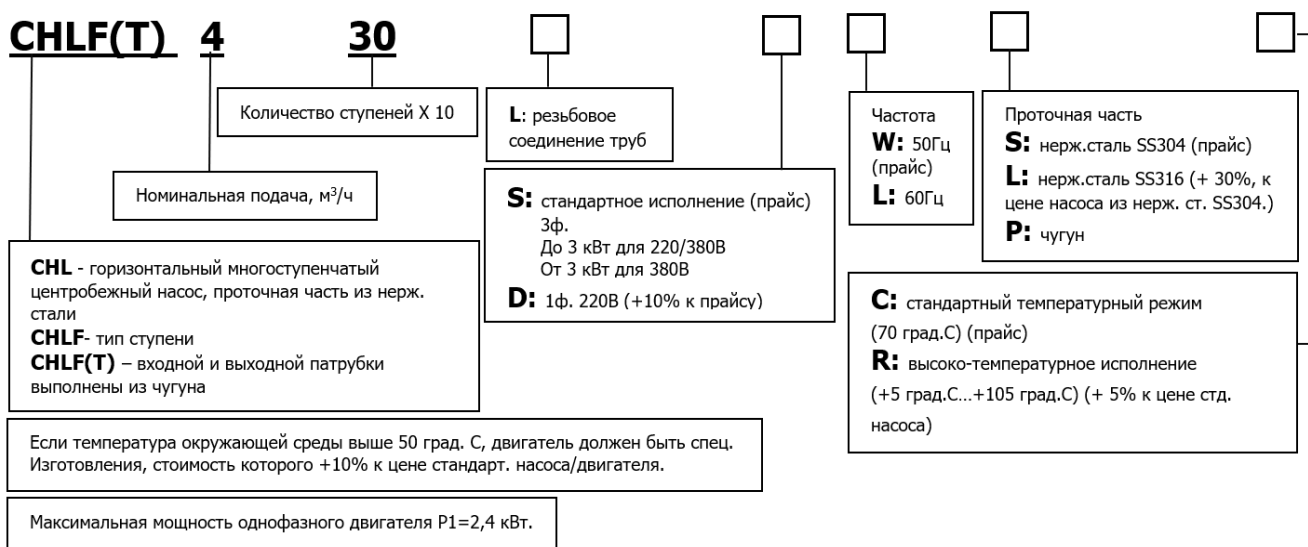 CHLF(T) 4 30
Количество ступеней X 10
L: резьбовое
соединение труб
Частота
W: 50Гц
(прайс)
L: 60Гц
Проточная часть
S: нерж.сталь SS304 (прайс)
L: нерж.сталь SS316 (+ 30%, к
цене насоса из нерж. ст. SS304.)
P: чугун
Номинальная подача, м³/ч
S: стандартное исполнение (прайс)
3ф.
До 3 кВт для 220/380В
От 3 кВт для 380В
D: 1ф. 220В (+10% к прайсу)
CHL - горизонтальный многоступенчатый
центробежный насос, проточная часть из нерж.
стали
CHLF- тип ступени
CHLF(T) – входной и выходной патрубки
выполнены из чугуна
C: стандартный температурный режим
(70 град.С) (прайс)
R: высоко-температурное исполнение
(+5 град.С...+105 град.С) (+ 5% к цене стд.
насоса)
Если температура окружающей среды выше 50 град. С, двигатель должен быть спец.
Изготовления, стоимость которого +10% к цене стандарт. насоса/двигателя.
Максимальная мощность однофазного двигателя P1=2,4 кВт.